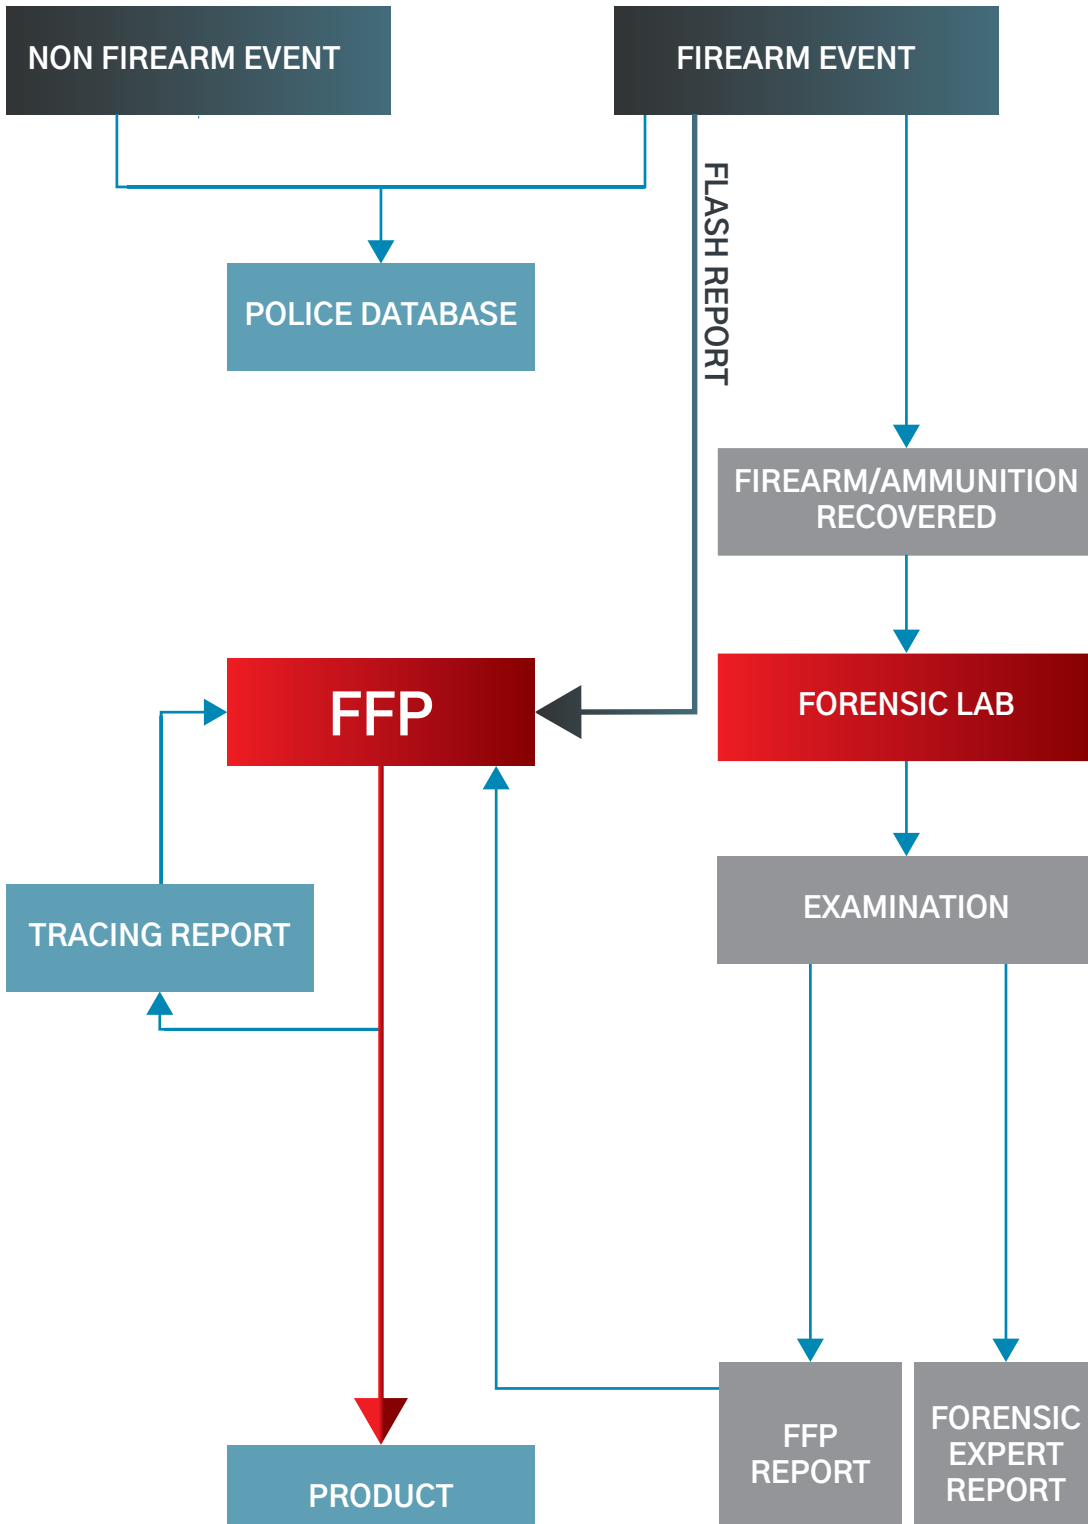 NON FIREARM EVENT
FIREARM EVENT
FLASH REPORT
POLICE DATABASE
FIREARM/AMMUNITION
RECOVERED
FFP
FORENSIC LAB
TRACING REPORT
EXAMINATION
FFP
REPORT
FORENSIC
EXPERT
REPORT
PRODUCT